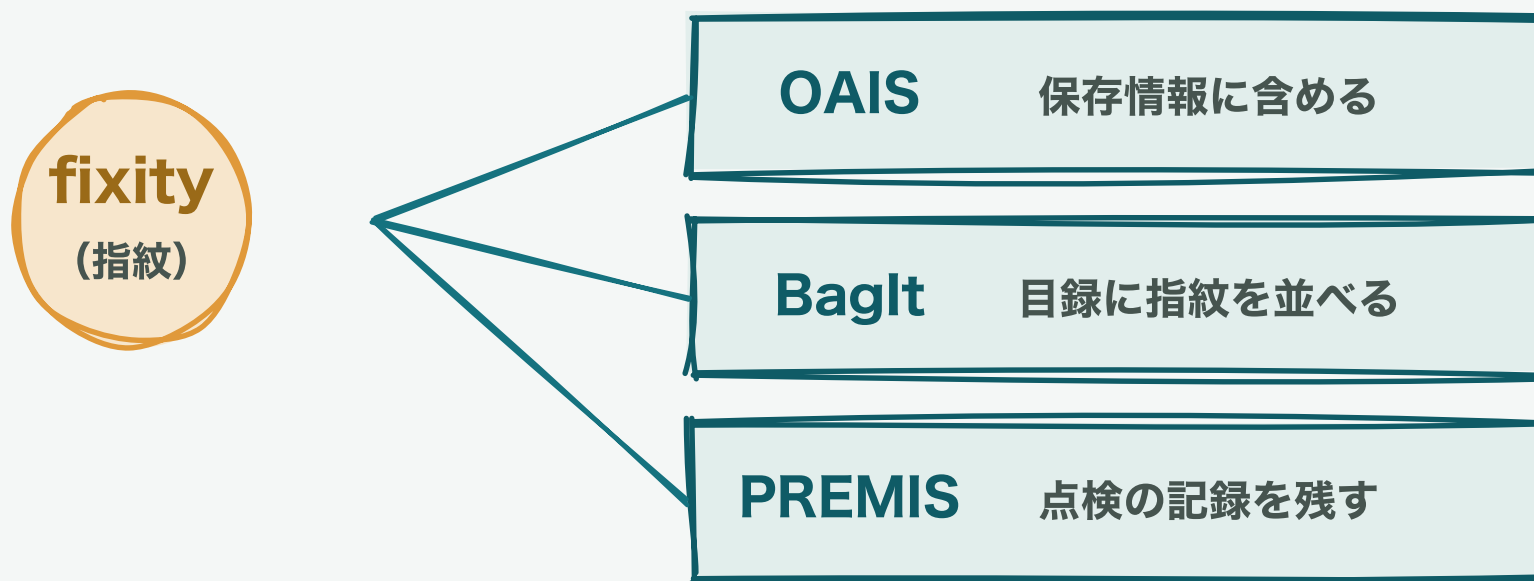 fixity
（指紋）
OAIS 保存情報に含める
BagIt 目録に指紋を並べる
PREMIS 点検の記録を残す